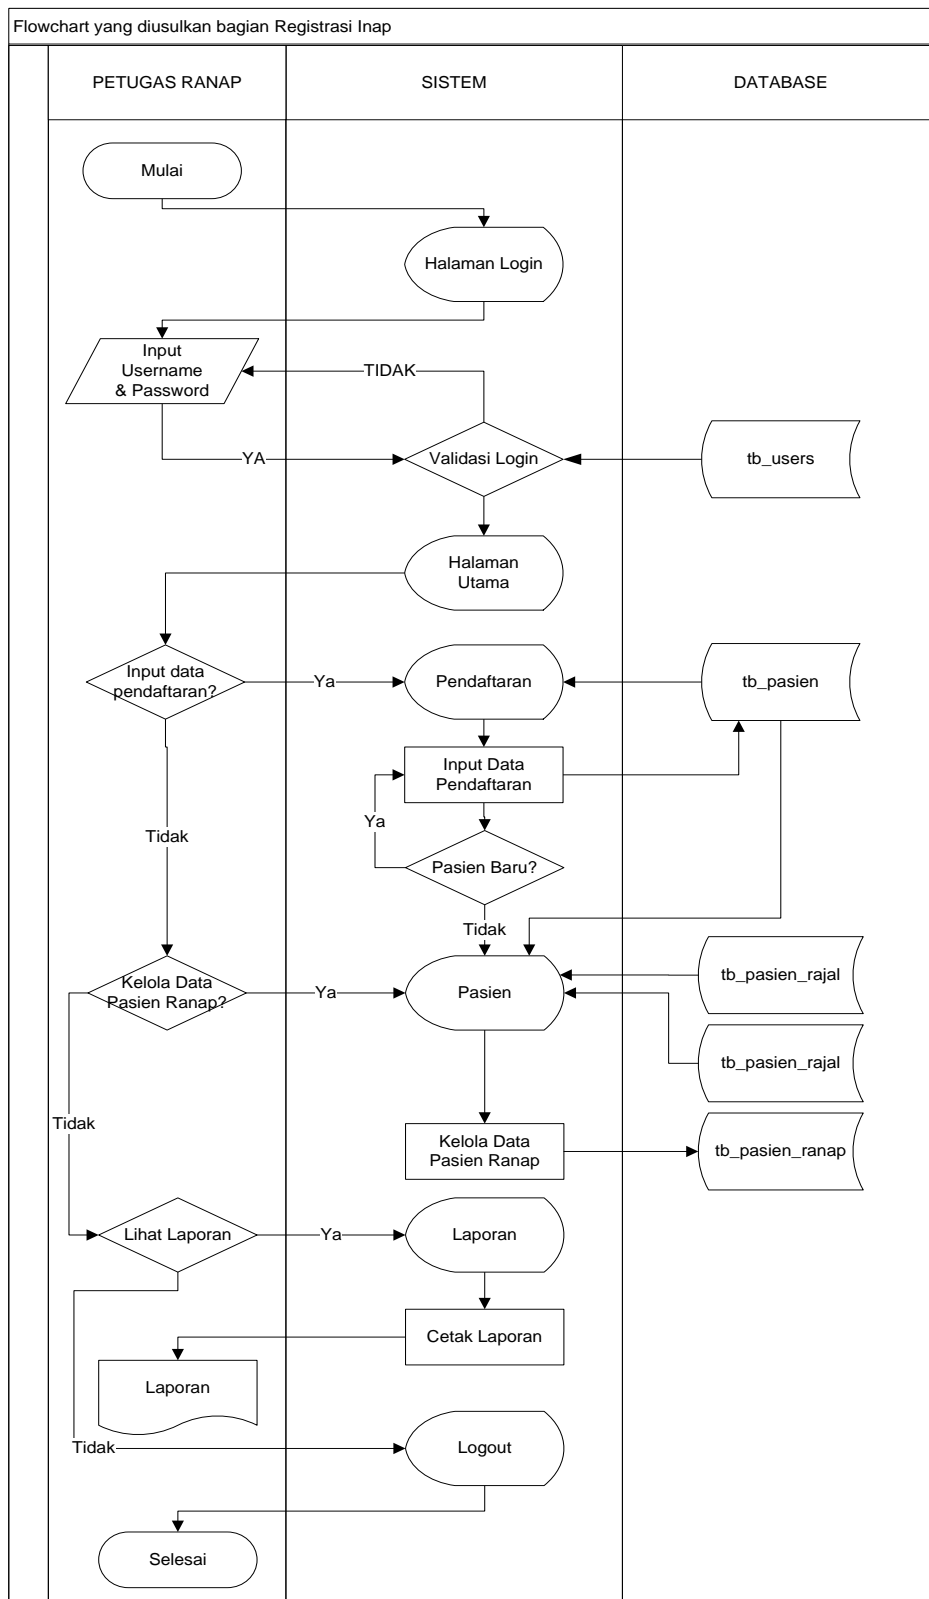 Flowchart yang diusulkan bagian Registrasi Inap
PETUGAS RANAP
SISTEM
DATABASE
Mulai
Halaman Login
Input
Username
& Password
TIDAK
YA
Validasi Login
tb_users
Halaman
Utama
Input data
pendaftaran?
Ya
Pendaftaran
tb_pasien
Input Data
Pendaftaran
Ya
Tidak
Pasien Baru?
Tidak
Kelola Data
Pasien Ranap?
Ya
Pasien
tb_pasien_rajal
tb_pasien_rajal
Tidak
Kelola Data
Pasien Ranap
tb_pasien_ranap
Lihat Laporan
Ya
Laporan
Cetak Laporan
Laporan
Tidak
Logout
Selesai